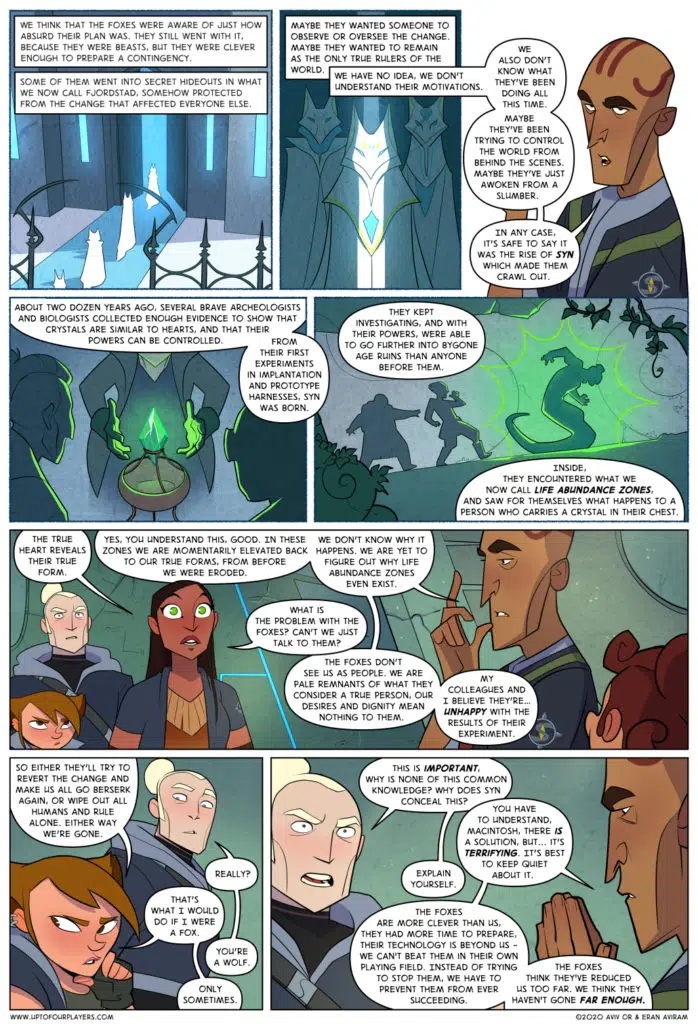 WE THINK THAT THE FOXES WERE AWARE OF JUST HOW
ABSURD THEIR PLAN WAS. THEY STILL WENT WITH IT,
BECAUSE THEY WERE BEASTS, BUT THEY WERE CLEVER
ENOUGH TO PREPARE A CONTINGENCY.
SOME OF THEM WENT INTO SECRET HIDEOUTS IN WHAT
WE NOW CALL FJORDSTAD, SOMEHOW PROTECTED
FROM THE CHANGE THAT AFFECTED EVERYONE ELSE.
MAYBE THEY WANTED SOMEONE TO
OBSERVE OR OVERSEE THE CHANGE.
MAYBE THEY WANTED TO REMAIN
AS THE ONLY TRUE RULERS OF THE
WORLD.
WE HAVE NO IDEA, WE DON'T
UNDERSTAND THEIR MOTIVATIONS.
WE
ALSO DON'T
KNOW WHAT
THEY'VE BEEN
DOING ALL
THIS TIME.
MAYBE
THEY'VE BEEN
TRYING TO CONTROL
THE WORLD FROM
BEHIND THE SCENES.
MAYBE THEY'VE JUST
AWOKEN FROM A
SLUMBER.
IN ANY CASE,
IT'S SAFE TO SAY IT
WAS THE RISE OF SYN
WHICH MADE THEM
CRAWL OUT.
ABOUT TWO DOZEN YEARS AGO, SEVERAL BRAVE ARCHEOLOGISTS
AND BIOLOGISTS COLLECTED ENOUGH EVIDENCE TO SHOW THAT
CRYSTALS ARE SIMILAR TO HEARTS, AND THAT THEIR
POWERS CAN BE CONTROLLED.
FROM
THEIR FIRST
EXPERIMENTS
IN IMPLANTATION
AND PROTOTYPE
HARNESSES, SYN
WAS BORN.
THEY KEPT
INVESTIGATING, AND WITH
THEIR POWERS, WERE ABLE
TO GO FURTHER INTO BYGONE
AGE RUINS THAN ANYONE
BEFORE THEM.
INSIDE,
THEY ENCOUNTERED WHAT WE
NOW CALL LIFE ABUNDANCE ZONES,
AND SAW FOR THEMSELVES WHAT HAPPENS TO A
PERSON WHO CARRIES A CRYSTAL IN THEIR CHEST.
THE TRUE
HEART REVEALS
THEIR TRUE
FORM.
YES, YOU UNDERSTAND THIS, GOOD. IN THESE
ZONES WE ARE MOMENTARILY ELEVATED BACK
TO OUR TRUE FORMS, FROM BEFORE
WE WERE ERODED.
WE DON'T KNOW WHY IT
HAPPENS. WE ARE YET TO
FIGURE OUT WHY LIFE
ABUNDANCE ZONES
EVEN EXIST.
WHAT IS
THE PROBLEM WITH THE
FOXES? CAN'T WE JUST
TALK TO THEM?
THE FOXES DON'T
SEE US AS PEOPLE. WE ARE
PALE REMNANTS OF WHAT THEY
CONSIDER A TRUE PERSON, OUR
DESIRES AND DIGNITY MEAN
NOTHING TO THEM.
MY
COLLEAGUES AND
I BELIEVE THEY'RE...
UNHAPPY WITH THE
RESULTS OF THEIR
EXPERIMENT.
SO EITHER THEY'LL TRY TO
REVERT THE CHANGE AND
MAKE US ALL GO BERSERK
AGAIN, OR WIPE OUT ALL
HUMANS AND RULE
ALONE. EITHER WAY
WE'RE GONE.
REALLY?
THAT'S
WHAT I WOULD
DO IF I WERE
A FOX.
YOU'RE
A WOLF.
ONLY
SOMETIMES.
THIS IS IMPORTANT,
WHY IS NONE OF THIS COMMON
KNOWLEDGE? WHY DOES SYN
CONCEAL THIS?
EXPLAIN
YOURSELF.
YOU HAVE
TO UNDERSTAND,
MACINTOSH, THERE IS
A SOLUTION, BUT... IT'S
TERRIFYING. IT'S BEST
TO KEEP QUIET
ABOUT IT.
THE FOXES
ARE MORE CLEVER THAN US,
THEY HAD MORE TIME TO PREPARE,
THEIR TECHNOLOGY IS BEYOND US –
WE CAN'T BEAT THEM IN THEIR OWN
PLAYING FIELD. INSTEAD OF TRYING
TO STOP THEM, WE HAVE TO
PREVENT THEM FROM EVER
SUCCEEDING.
THE FOXES
THINK THEY'VE REDUCED
US TOO FAR. WE THINK THEY
HAVEN'T GONE FAR ENOUGH.
WWW.UPTOFOURPLAYERS.COM
©2020 AVIV OR & ERAN AVIRAM